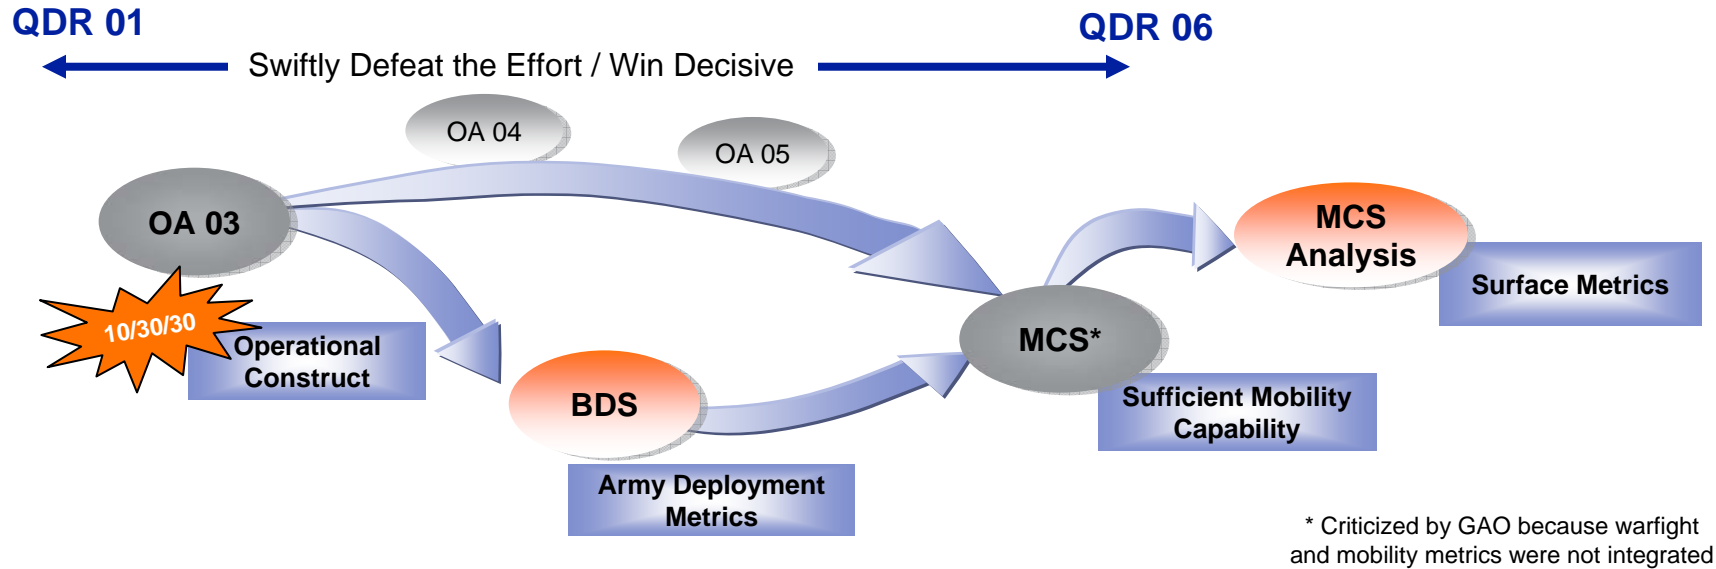 QDR 01
QDR 06
Swiftly Defeat the Effort / Win Decisive
OA 04
OA 05
OA 03
MCS
Analysis
Surface Metrics
10/30/30
Operational
Construct
MCS*
BDS
Sufficient Mobility
Capability
Army Deployment
Metrics
* Criticized by GAO because warfight
and mobility metrics were not integrated